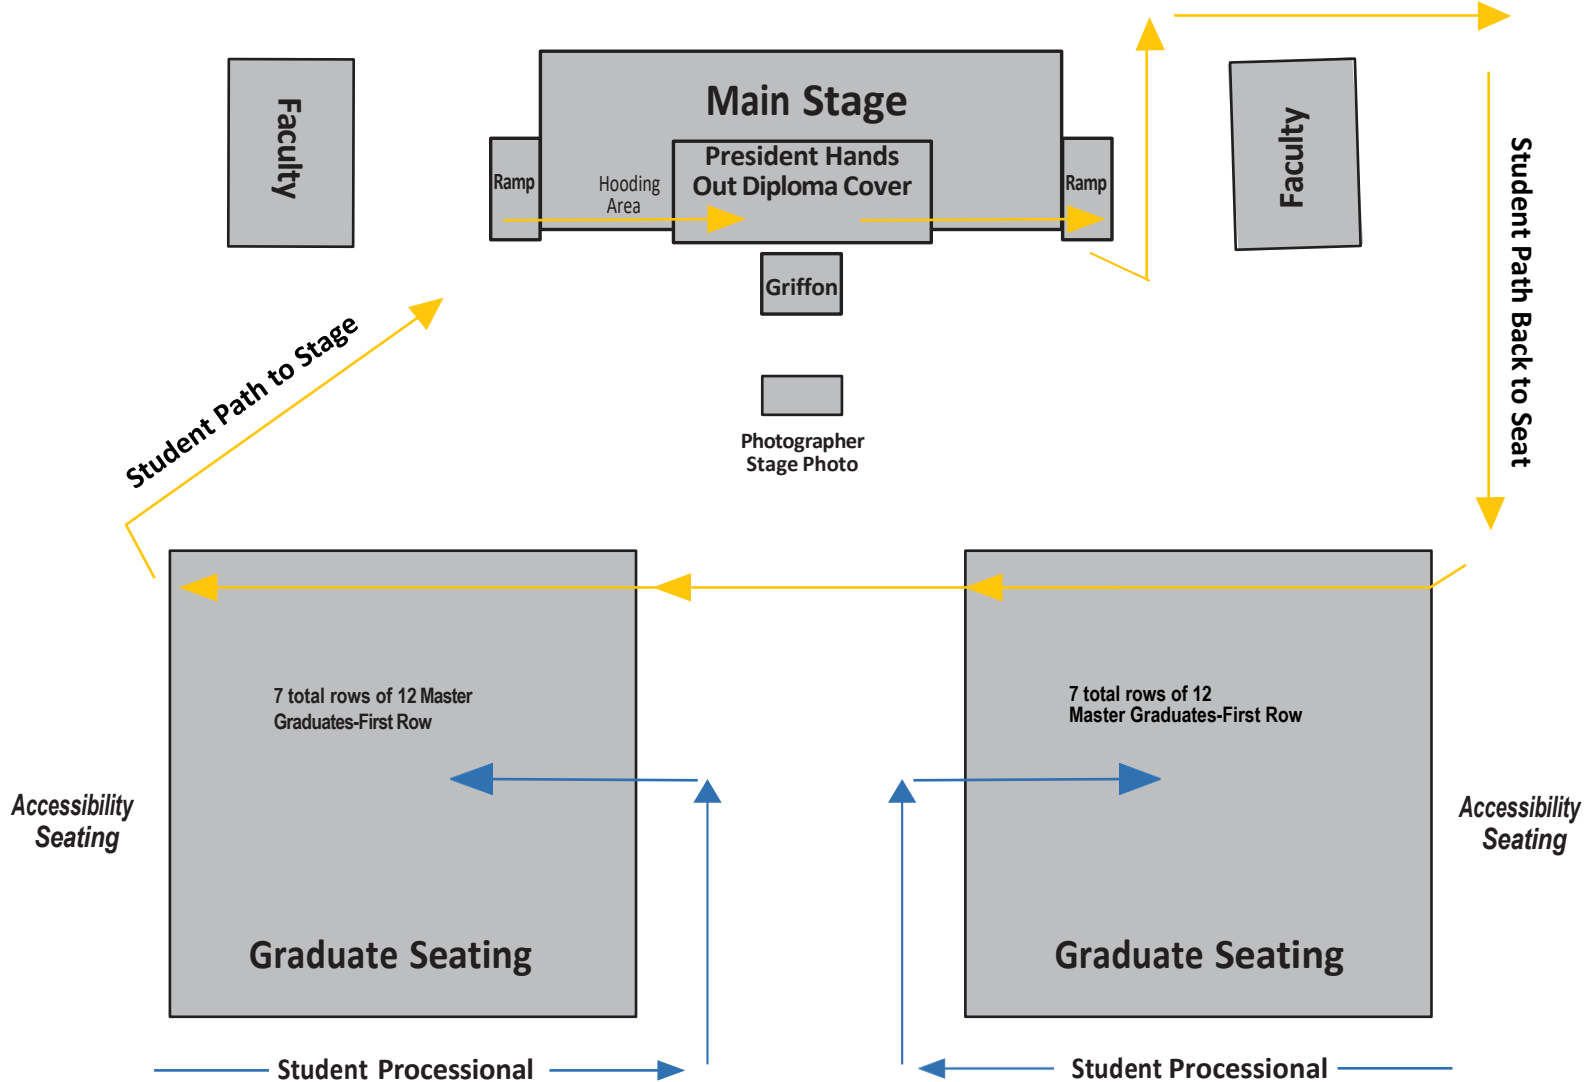 Main Stage
Faculty
President Hands
Out Diploma Cover
Ramp
Hooding
Area
Ramp
Faculty
Griffon
Student Path to Stage
Student Path Back to Seat
Photographer
Stage Photo
7 total rows of 12 Master
Graduates-First Row
7 total rows of 12
Master Graduates-First Row
Accessibility
Seating
Accessibility
Seating
Graduate Seating
Graduate Seating
Student Processional
Student Processional